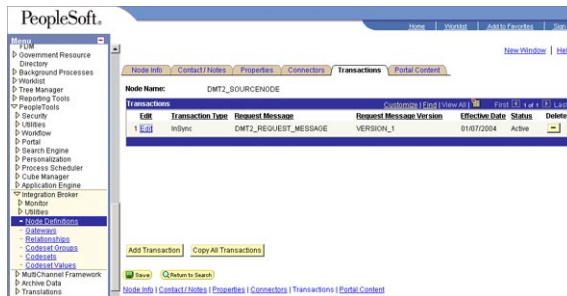 PeopleSoft.
Home Worklist Add to Favorites Sign
New Window Hel
Menu
FDM
Government Resource
Directory
Background Processes
Worklist
Tree Manager
Reporting Tools
PeopleTools
Security
Utilities
Workflow
Portal
Search Engine
Personalization
Process Scheduler
Cube Manager
Application Engine
Integration Broker
Monitor
Utilities
- Node Definitions
- Gateways
- Relationships
- Codeset Groups
- Codesets
- Codeset Values
MultiChannel Framework
Archive Data
Translations
Node Info Contact / Notes Properties Connectors Transactions Portal Content
Node Name: DMT2_SOURCENODE
Transactions Customize | Find | View All | First 1 of 1 Last
Edit Transaction Type Request Message Request Message Version Effective Date Status Delete
1 Edit InSync DMT2_REQUEST_MESSAGE VERSION_1 01/07/2004 Active
Add Transaction Copy All Transactions
Save Return to Search
Node Info | Contact / Notes | Properties | Connectors | Transactions | Portal Content